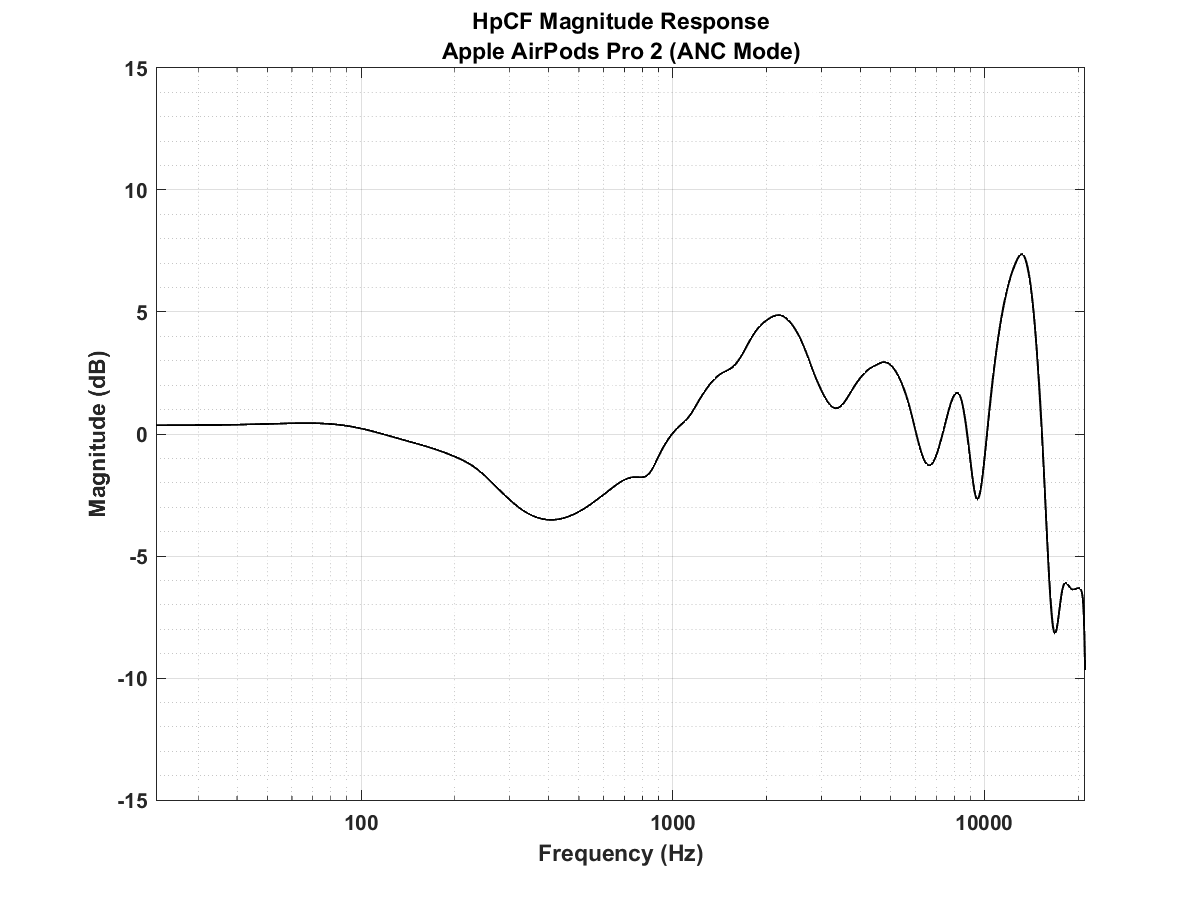 HpCF Magnitude Response
Apple AirPods Pro 2 (ANC Mode)
15
10
5
0
-5
-10
-15
Magnitude (dB)
100
1000
10000
Frequency (Hz)